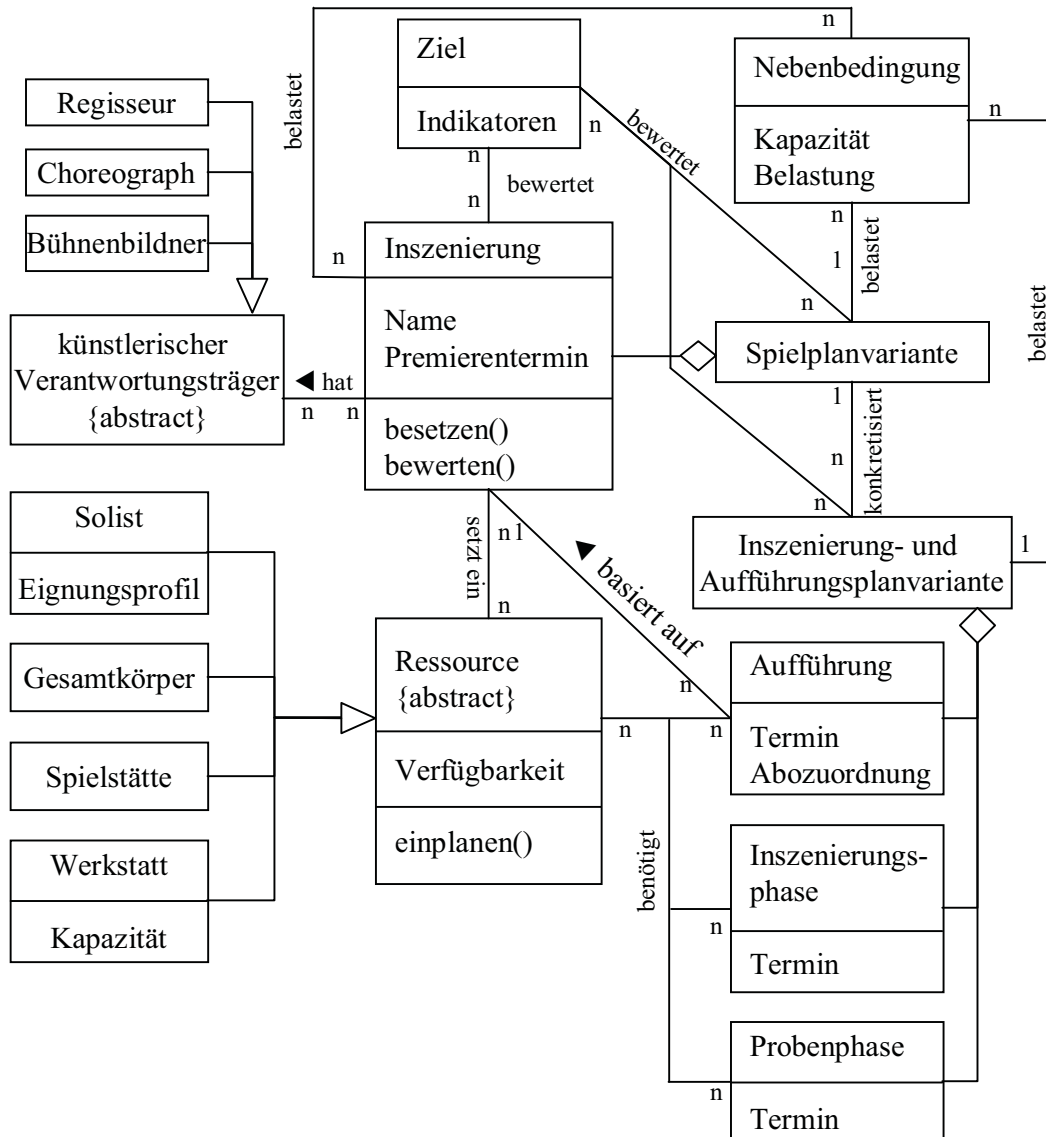 n
Ziel
Indikatoren
n
n
bewertet
n
bewertet
belastet
Nebenbedingung
Kapazität
Belastung
n
n
1
belastet
belastet
Regisseur
Choreograph
Bühnenbildner
künstlerischer
Verantwortungsträger
{abstract}
◄ hat
n
n
n
Inszenierung
Name
Premierentermin
besetzen()
bewerten()
n
Spielplanvariante
1
konkretisiert
n
n
Inszenierung- und
Aufführungsplanvariante
1
Solist
Eignungsprofil
Gesamtkörper
Spielstätte
Werkstatt
Kapazität
setzt ein
n
1
n
◄ basiert auf
n
Ressource
{abstract}
Verfügbarkeit
einplanen()
n
n
benötigt
Aufführung
Termin
Abozuordnung
n
Inszenierungs-
phase
Termin
n
Probenphase
Termin